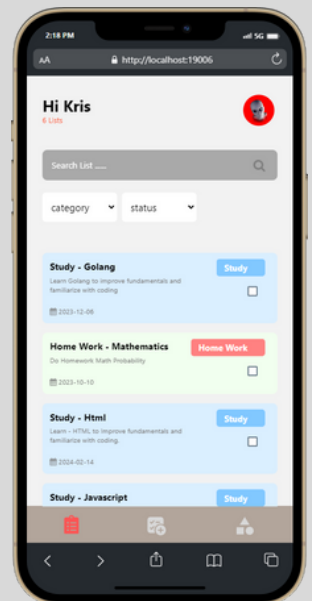 2:18 PM
5G
AA
http://localhost:19006
Hi Kris
6 Lists
Search List .....
category
status
Study - Golang
Study
Learn Golang to improve fundamentals and
familiarize with coding
2023-12-06
Home Work - Mathematics
Home Work
Do Homework Math Probability
2023-10-10
Study - Html
Study
Learn - HTML to improve fundamentals and
familiarize with coding.
2024-02-14
Study - Javascript
Study